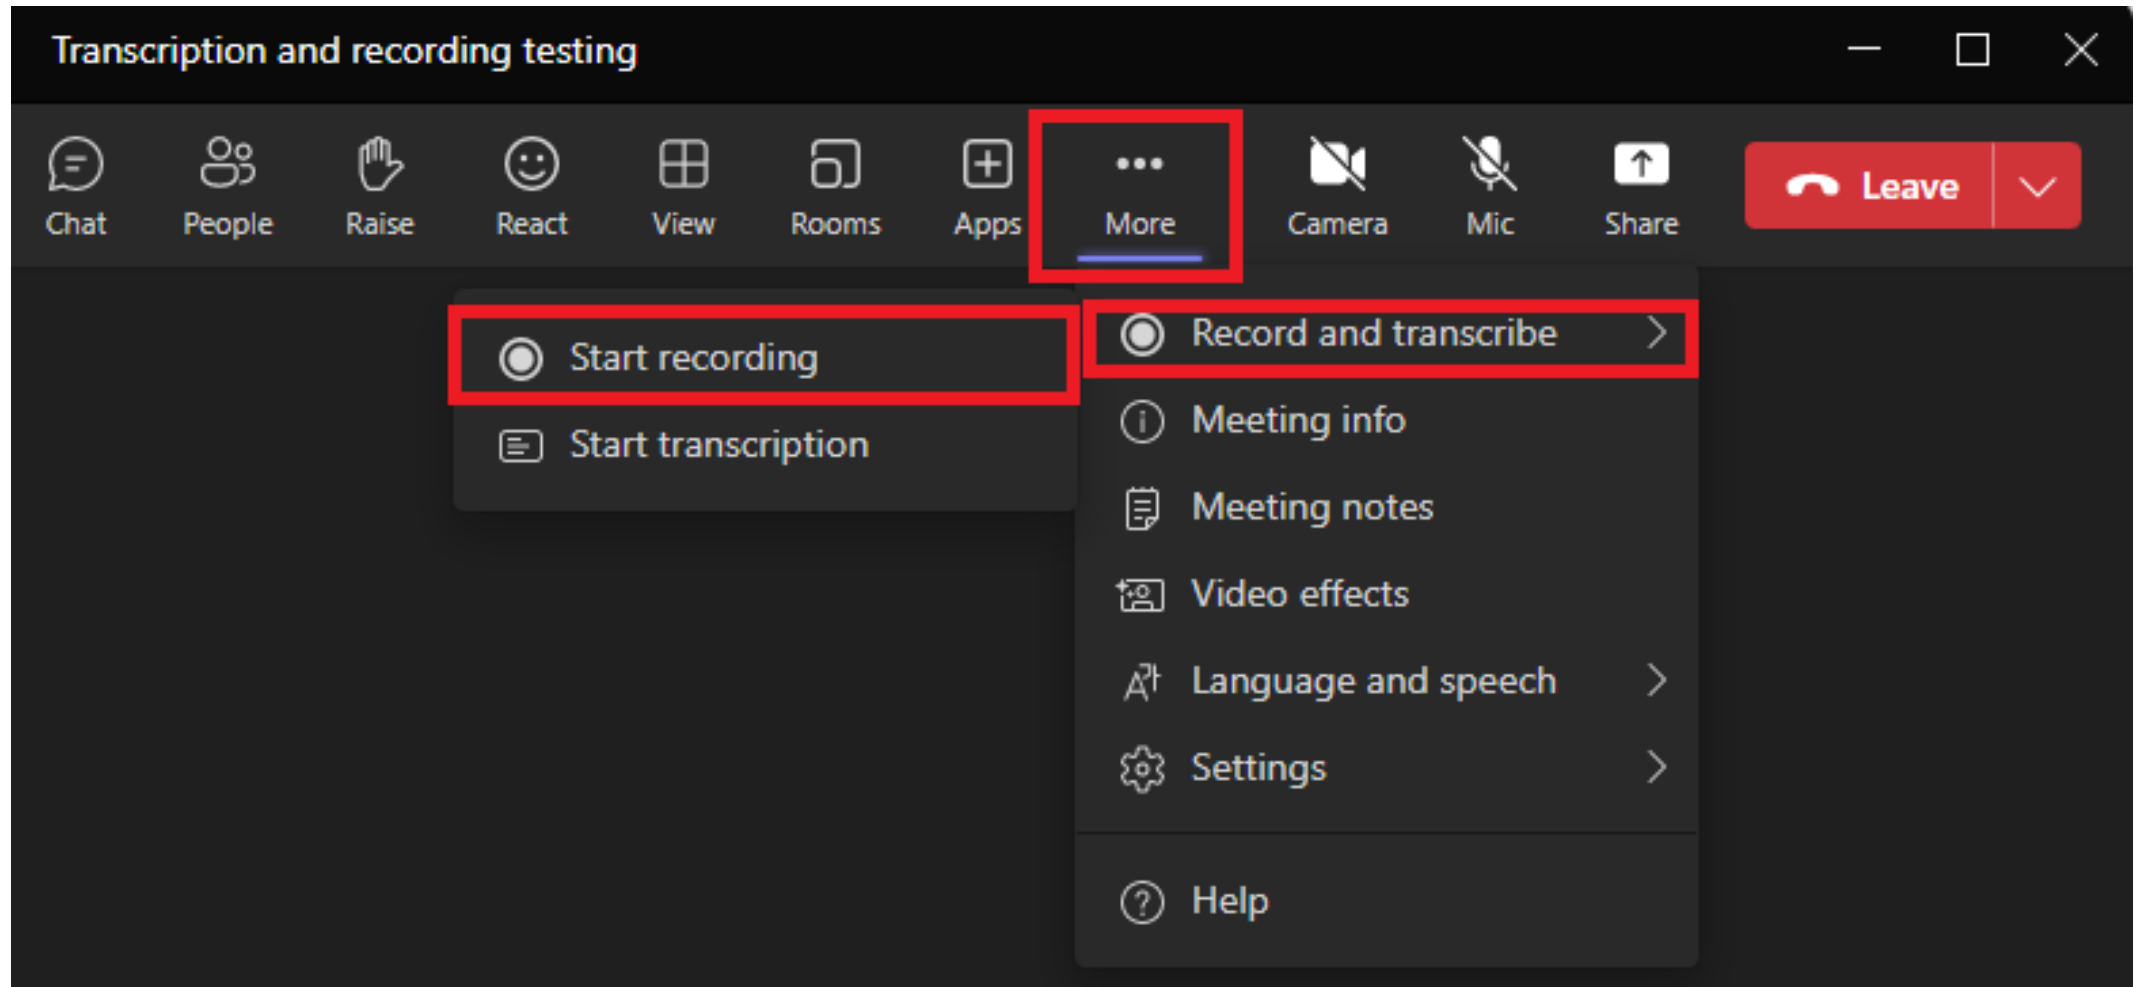 Transcription and recording testing
Chat
People
Raise
React
View
Rooms
Apps
More
Camera
Mic
Share
Leave
Start recording
Start transcription
Record and transcribe
Meeting info
Meeting notes
Video effects
Language and speech
Settings
Help